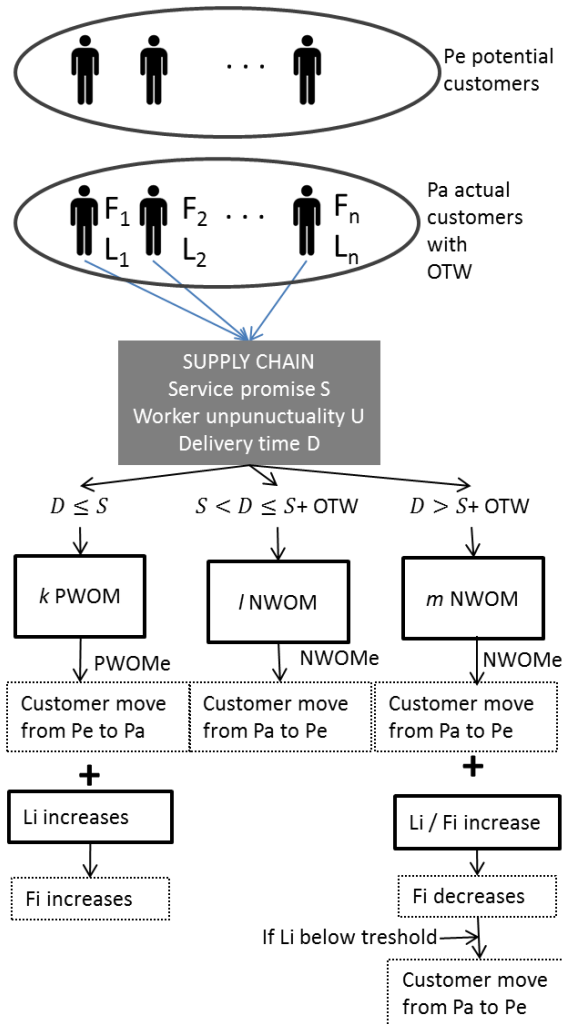 Pe potential
customers
. . .
Pa actual
customers
with
OTW
F1 F2 . . . Fn
L1 L2 Ln
SUPPLY CHAIN
Service promise S
Worker unpunctuality U
Delivery time D
D ≤ S
S < D ≤ S+ OTW
D > S+ OTW
k PWOM
l NWOM
m NWOM
PWOMe
NWOMe
NWOMe
Customer move
from Pe to Pa
Customer move
from Pa to Pe
Customer move
from Pa to Pe
+
+
Li increases
Li / Fi increase
Fi increases
Fi decreases
If Li below treshold
Customer move
from Pa to Pe